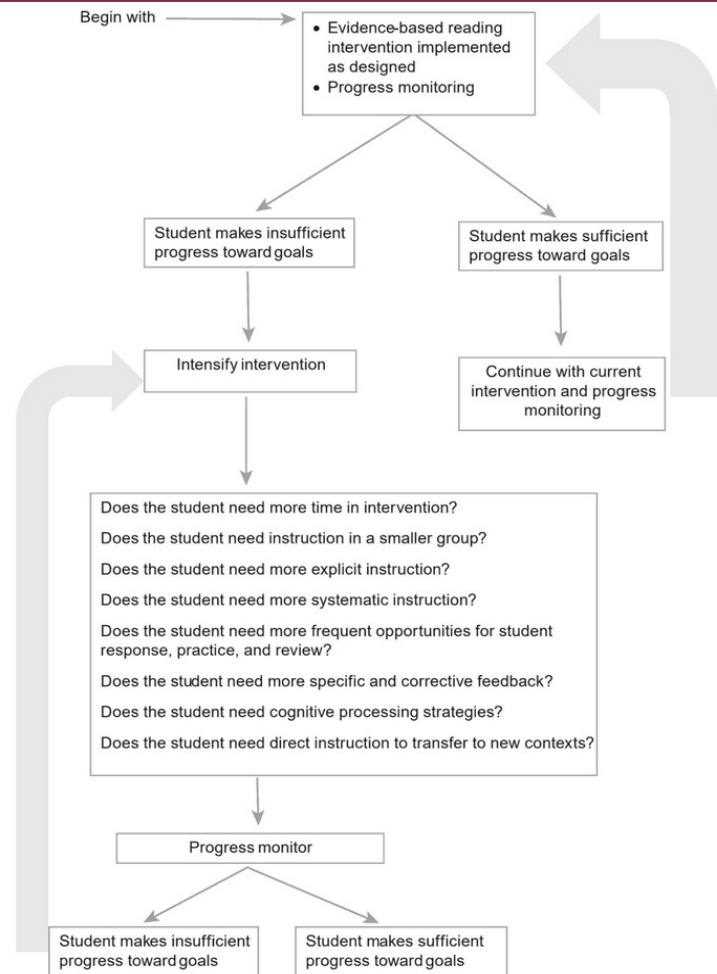 Begin with
• Evidence-based reading
intervention implemented
as designed
• Progress monitoring
Student makes insufficient
progress toward goals
Student makes sufficient
progress toward goals
Intensify intervention
Continue with current
intervention and progress
monitoring
Does the student need more time in intervention?
Does the student need instruction in a smaller group?
Does the student need more explicit instruction?
Does the student need more systematic instruction?
Does the student need more frequent opportunities for student
response, practice, and review?
Does the student need more specific and corrective feedback?
Does the student need cognitive processing strategies?
Does the student need direct instruction to transfer to new contexts?
Progress monitor
Student makes insufficient
progress toward goals
Student makes sufficient
progress toward goals